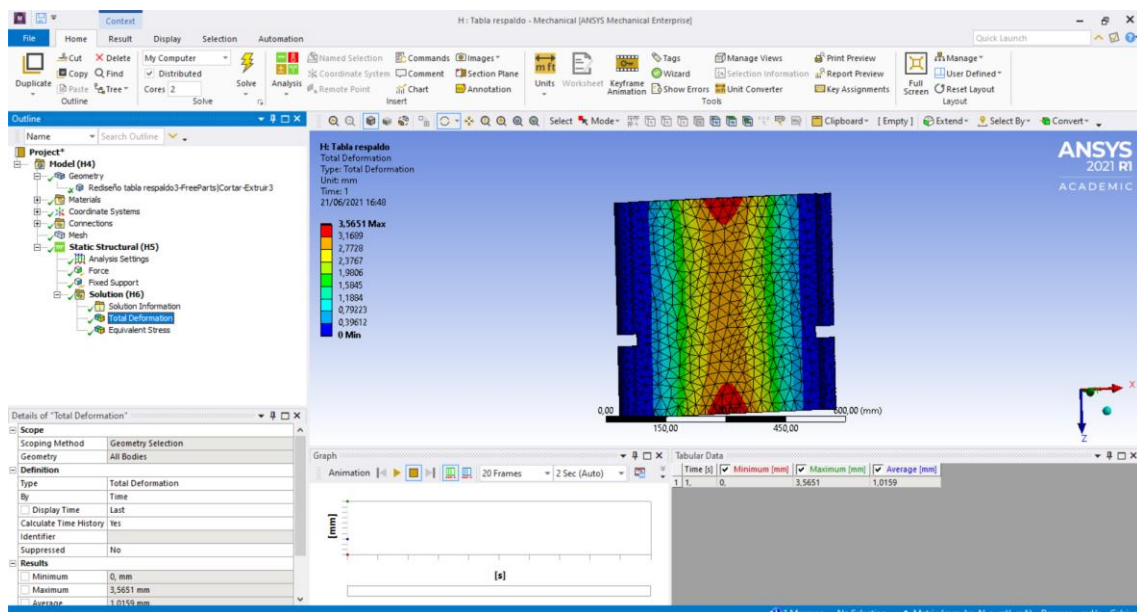 Context
H : Tabla respaldo - Mechanical [ANSYS Mechanical Enterprise]
File Home Result Display Selection Automation
Quick Launch
Duplicate
Cut
Copy
Paste
Delete
Find
Tree
Outline
My Computer
Distributed
Cores 2
Solve
Solve
Analysis
Named Selection
Coordinate System
Remote Point
Commands
Comment
Chart
Images
Section Plane
Annotation
Insert
mft
Units
Worksheet
Keyframe Animation
Tags
Wizard
Show Errors
Manage Views
Selection Information
Unit Converter
Print Preview
Report Preview
Key Assignments
Tools
Full Screen
Manage
User Defined
Reset Layout
Layout
Outline
Name
Search Outline
Select Mode
Clipboard [ Empty ] Extend Select By Convert
Project*
Model (H4)
Geometry
Rediseño tabla respaldo3-FreeParts|Cortar-Extruir3
Materials
Coordinate Systems
Connections
Mesh
Static Structural (H5)
Analysis Settings
Force
Fixed Support
Solution (H6)
Solution Information
Total Deformation
Equivalent Stress
H: Tabla respaldo
Total Deformation
Type: Total Deformation
Unit: mm
Time: 1
21/06/2021 16:48
3,5651 Max
3,1689
2,7728
2,3767
1,9806
1,5845
1,1884
0,79223
0,39612
0 Min
ANSYS
2021 R1
ACADEMIC
0,00
600,00 (mm)
150,00
450,00
X
Z
Details of "Total Deformation"
Scope
Scoping Method Geometry Selection
Geometry All Bodies
Definition
Type Total Deformation
By Time
Display Time Last
Calculate Time History Yes
Identifier
Suppressed No
Results
Minimum 0, mm
Maximum 3,5651 mm
Average 1,0159 mm
Graph
Animation 20 Frames 2 Sec (Auto)
[mm]
[s]
Tabular Data
Time [s] Minimum [mm] Maximum [mm] Average [mm]
1 1, 0, 3,5651 1,0159